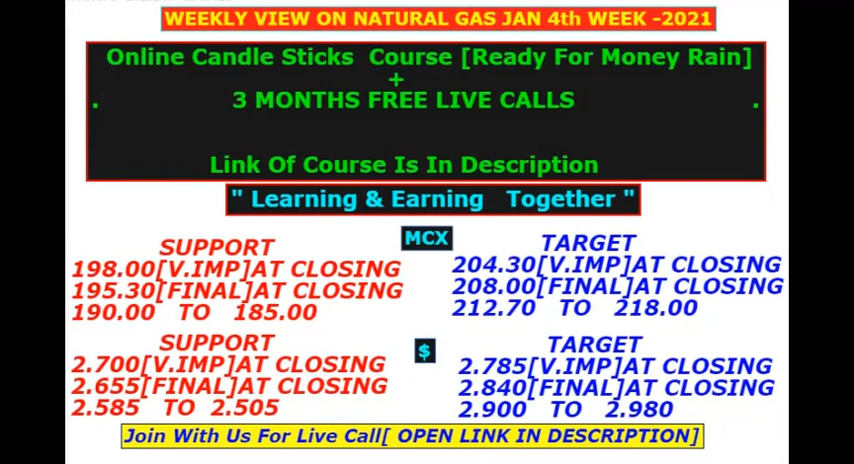 WEEKLY VIEW ON NATURAL GAS JAN 4th WEEK -2021
Online Candle Sticks Course [Ready For Money Rain]
+
. 3 MONTHS FREE LIVE CALLS .
Link Of Course Is In Description
" Learning & Earning Together "
MCX
SUPPORT
198.00[V.IMP]AT CLOSING
195.30[FINAL]AT CLOSING
190.00 TO 185.00
TARGET
204.30[V.IMP]AT CLOSING
208.00[FINAL]AT CLOSING
212.70 TO 218.00
$
SUPPORT
2.700[V.IMP]AT CLOSING
2.655[FINAL]AT CLOSING
2.585 TO 2.505
TARGET
2.785[V.IMP]AT CLOSING
2.840[FINAL]AT CLOSING
2.900 TO 2.980
Join With Us For Live Call[ OPEN LINK IN DESCRIPTION]